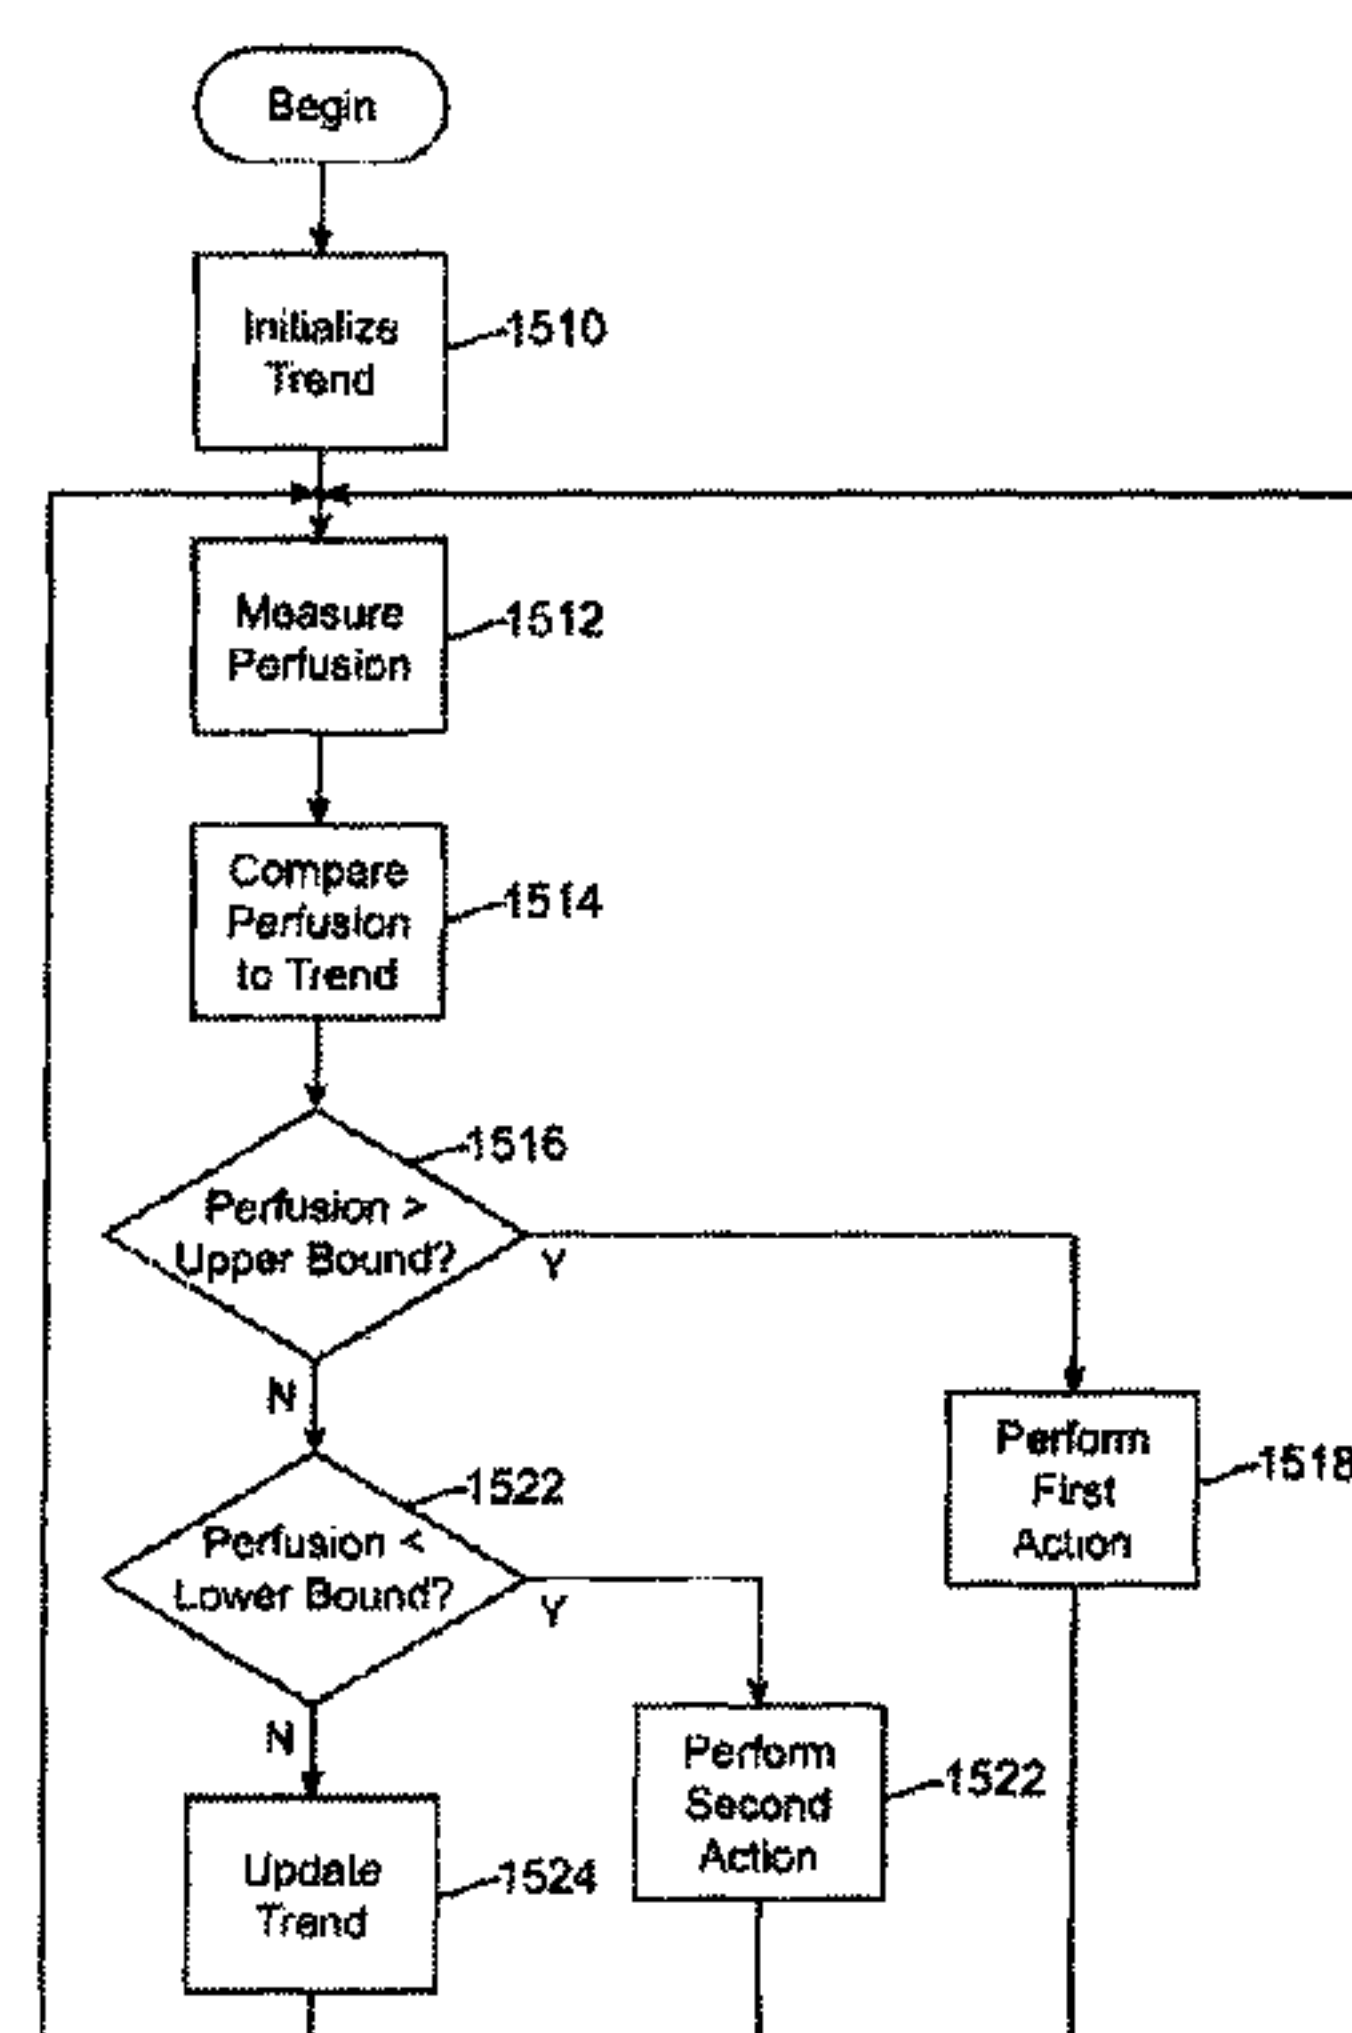 Begin
Initialize
Trend
1510
Measure
Perfusion
1512
Compare
Perfusion
to Trend
1514
1516
Perfusion >
Upper Bound?
Y
N
1522
Perfusion <
Lower Bound?
Y
N
Perform
First
Action
1518
Perform
Second
Action
1522
Update
Trend
1524